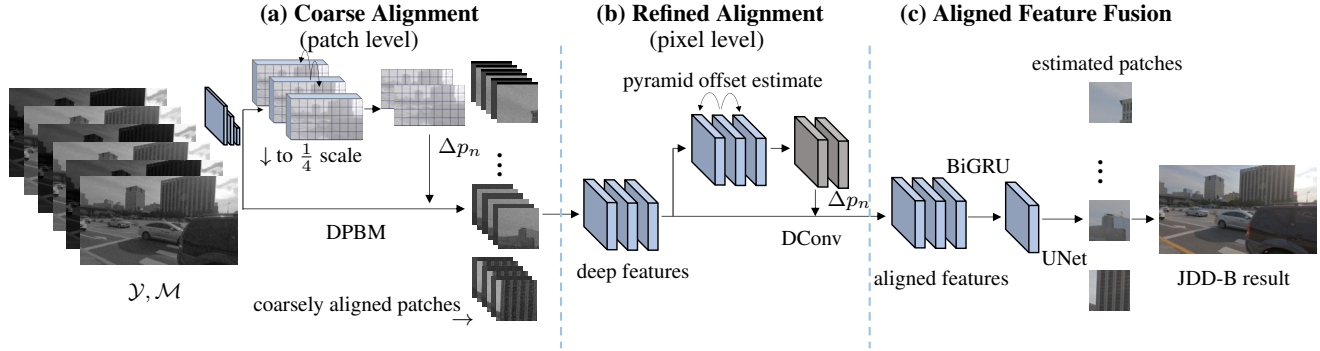 (a) Coarse Alignment
(patch level)
↓ to 1/4 scale
Δp_n
DPBM
𝒴, ℳ
coarsely aligned patches →
(b) Refined Alignment
(pixel level)
pyramid offset estimate
Δp_n
DConv
deep features
(c) Aligned Feature Fusion
estimated patches
BiGRU
UNet
aligned features
JDD-B result